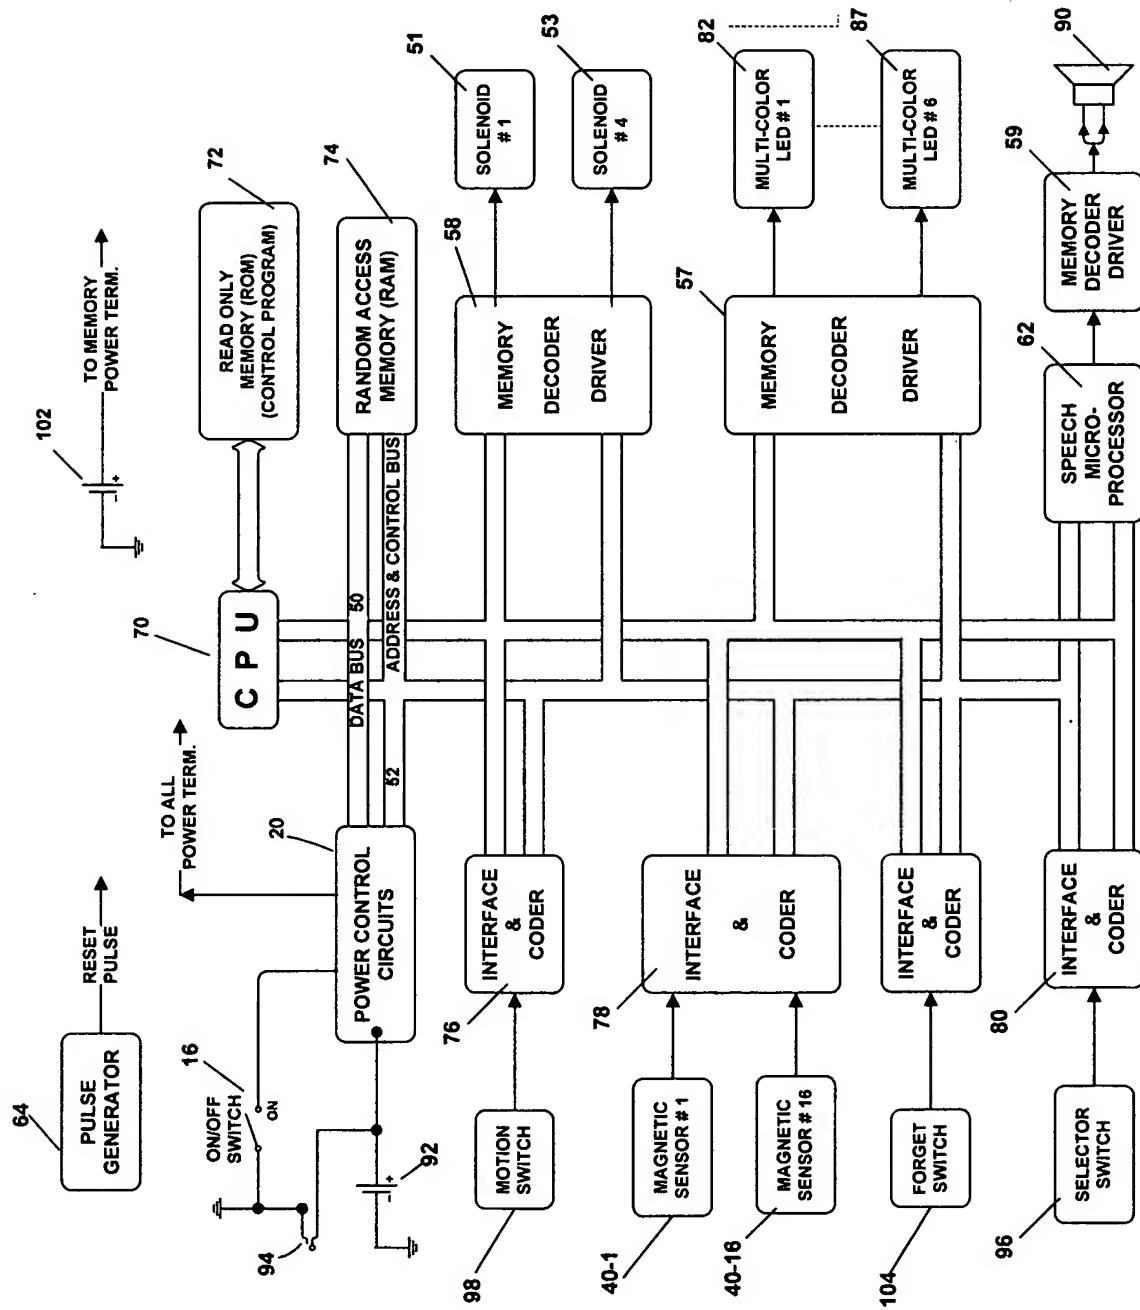 64
PULSE
GENERATOR
RESET
PULSE
102
- +
TO MEMORY
POWER TERM.
ON/OFF
SWITCH
16
ON
94
- +
92
TO ALL
POWER TERM.
20
POWER CONTROL
CIRCUITS
70
C P U
72
READ ONLY
MEMORY (ROM)
(CONTROL PROGRAM)
DATA BUS 50
52
ADDRESS & CONTROL BUS
74
RANDOM ACCESS
MEMORY (RAM)
98
MOTION
SWITCH
76
INTERFACE
&
CODER
58
MEMORY
DECODER
DRIVER
51
SOLENOID
# 1
53
SOLENOID
# 4
40-1
MAGNETIC
SENSOR # 1
40-16
MAGNETIC
SENSOR # 16
78
INTERFACE
&
CODER
57
MEMORY
DECODER
DRIVER
82
MULTI-COLOR
LED # 1
87
MULTI-COLOR
LED # 6
104
FORGET
SWITCH
INTERFACE
&
CODER
96
SELECTOR
SWITCH
80
INTERFACE
&
CODER
62
SPEECH
MICRO-
PROCESSOR
59
MEMORY
DECODER
DRIVER
90